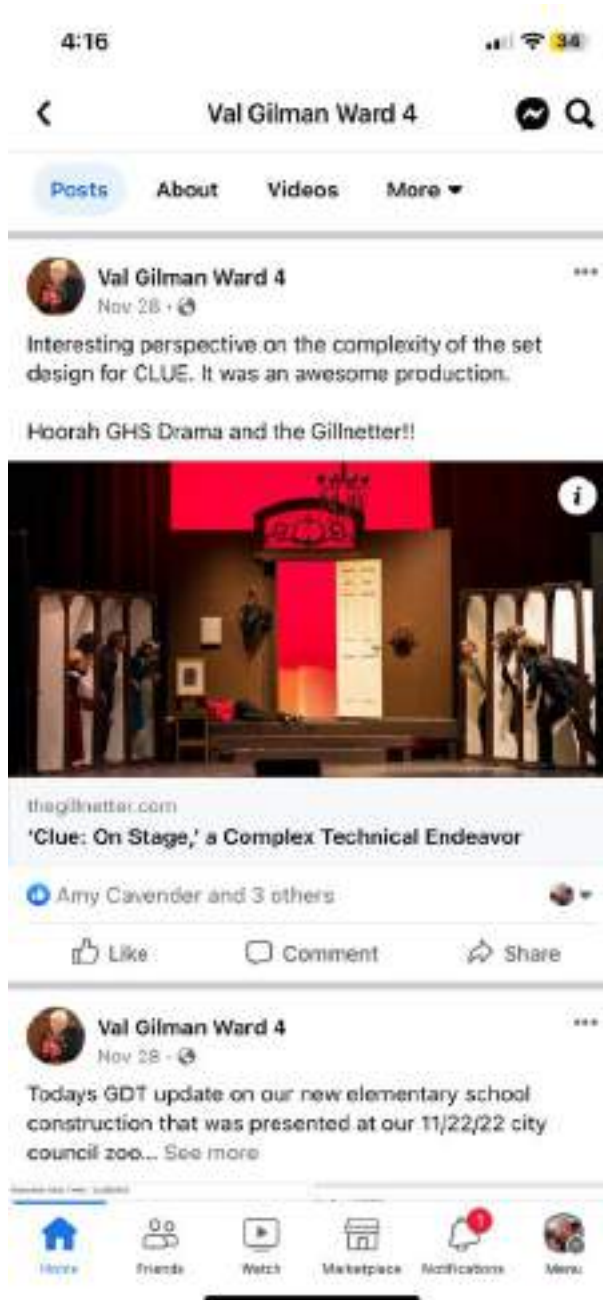 4:16
34
Val Gilman Ward 4
Posts About Videos More
Val Gilman Ward 4
Nov 28
Interesting perspective on the complexity of the set
design for CLUE. It was an awesome production.
Hoorah GHS Drama and the Gillnetter!!
thegillnetter.com
'Clue: On Stage,' a Complex Technical Endeavor
Amy Cavender and 3 others
Like Comment Share
Val Gilman Ward 4
Nov 28
Todays GDT update on our new elementary school
construction that was presented at our 11/22/22 city
council zoo... See more
1
Home Friends Watch Marketplace Notifications Menu